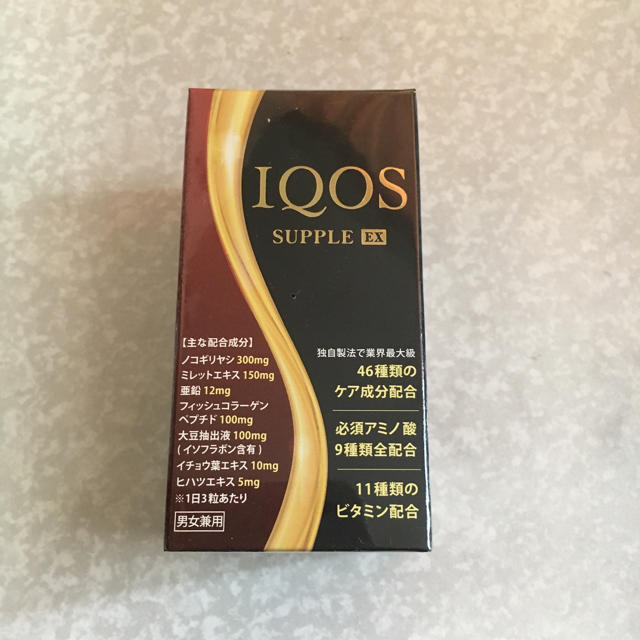 IQOS
SUPPLE EX
【主な配合成分】
ノコギリヤシ 300mg
ミレットエキス 150mg
亜鉛 12mg
フィッシュコラーゲン
ペプチド 100mg
大豆抽出液 100mg
(イソフラボン含有)
イチョウ葉エキス 10mg
ヒハツエキス 5mg
※1日3粒あたり
男女兼用
独自製法で業界最大級
46種類の
ケア成分配合
必須アミノ酸
9種類全配合
11種類の
ビタミン配合